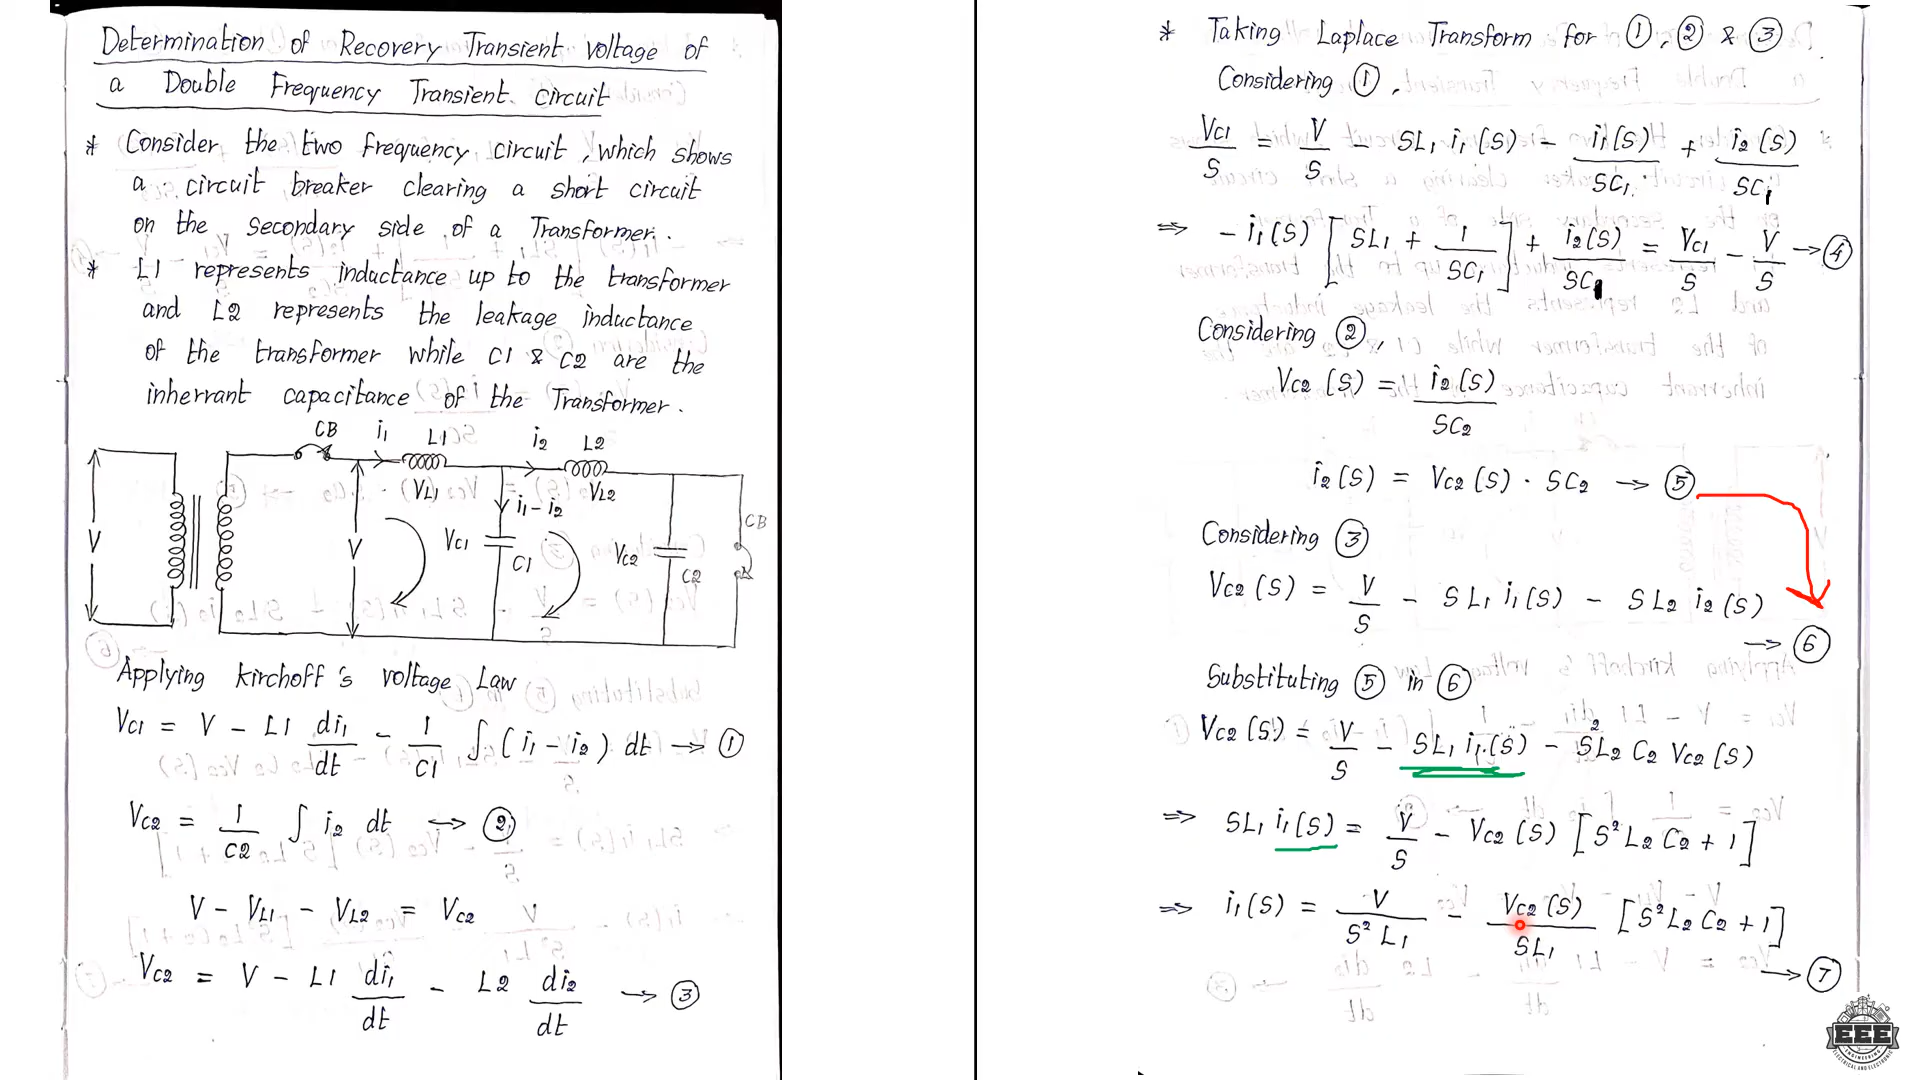 Determination of Recovery Transient voltage of
a Double Frequency Transient circuit
* Consider the two frequency circuit, which shows
a circuit breaker clearing a short circuit
on the secondary side of a Transformer.
* L1 represents inductance up to the transformer
and L2 represents the leakage inductance
of the transformer while C1 & C2 are the
inherrant capacitance of the Transformer.
CB i1 L1 i2 L2
VL1 VL2
i1 - i2
V V VC1 C1 VC2 C2 CB
Applying Kirchoff's voltage Law
VC1 = V - L1 di1/dt - 1/C1 ∫(i1 - i2) dt → ①
VC2 = 1/C2 ∫ i2 dt → ②
V - VL1 - VL2 = VC2
VC2 = V - L1 di1/dt - L2 di2/dt → ③
* Taking Laplace Transform for ①, ② & ③
Considering ①,
VC1/S = V/S - SL1 i1(S) - i1(S)/SC1 + i2(S)/SC1
⇒ - i1(S) [SL1 + 1/SC1] + i2(S)/SC1 = VC1/S - V/S → ④
Considering ②,
VC2(S) = i2(S)/SC2
i2(S) = VC2(S) · SC2 → ⑤
Considering ③
VC2(S) = V/S - SL1 i1(S) - SL2 i2(S)
→ ⑥
Substituting ⑤ in ⑥
VC2(S) = V/S - SL1 i1(S) - S²L2 C2 VC2(S)
⇒ SL1 i1(S) = V/S - VC2(S) [S²L2C2 + 1]
⇒ i1(S) = V/S²L1 - VC2(S)/SL1 [S²L2C2 + 1]
→ ⑦
EEE